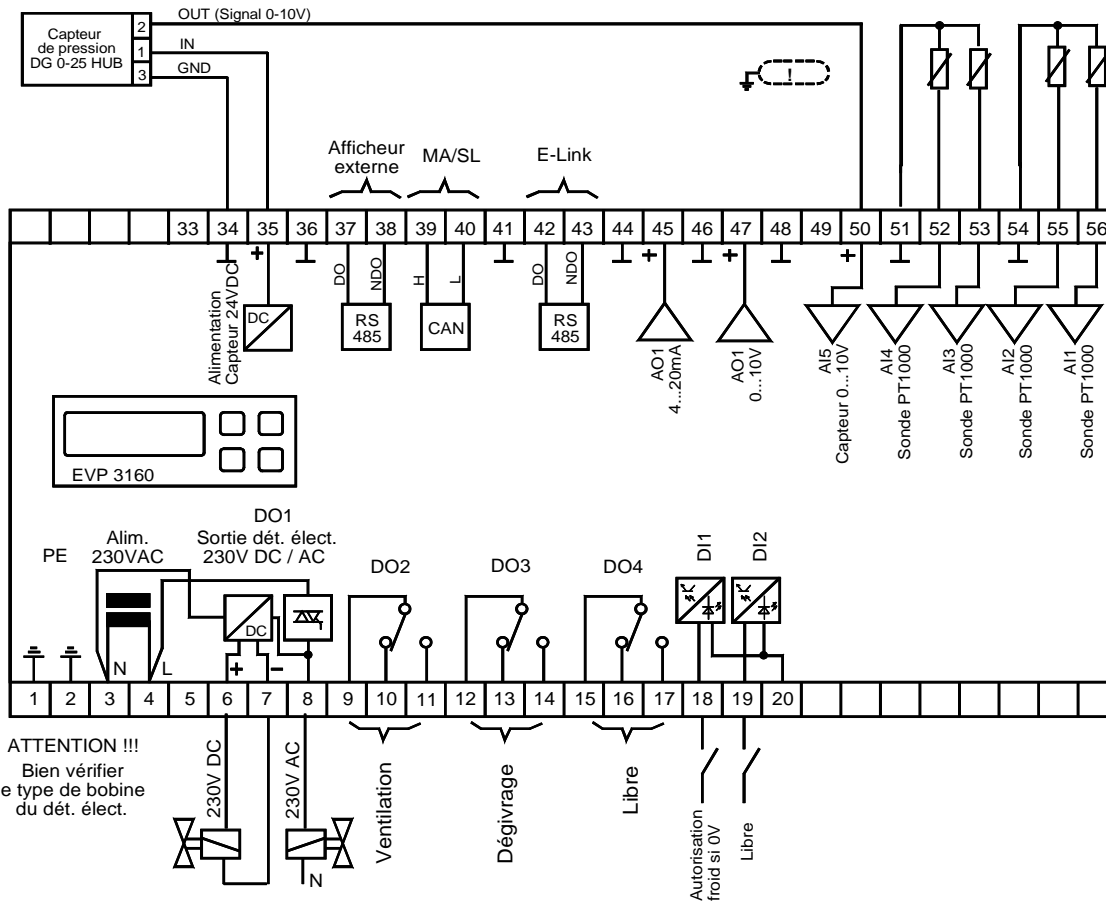 OUT (Signal 0-10V)
Capteur
de pression
DG 0-25 HUB
2
1
3
IN
GND
!
Afficheur
externe
MA/SL
E-Link
33 34 35 36 37 38 39 40 41 42 43 44 45 46 47 48 49 50 51 52 53 54 55 56
+ + + +
Alimentation
Capteur 24VDC
DC
DO NDO
RS
485
H L
CAN
DO NDO
RS
485
AO1
4...20mA
AO1
0...10V
AI5
Capteur 0...10V
AI4
Sonde PT1000
AI3
Sonde PT1000
AI2
Sonde PT1000
AI1
Sonde PT1000
EVP 3160
PE
Alim.
230VAC
DO1
Sortie dét. élect.
230V DC / AC
DO2
DO3
DO4
DI1
DI2
DC
N L + −
1 2 3 4 5 6 7 8 9 10 11 12 13 14 15 16 17 18 19 20
ATTENTION !!!
Bien vérifier
e type de bobine
du dét. élect.
230V DC
230V AC
N
Ventilation
Dégivrage
Libre
Autorisation
froid si 0V
Libre